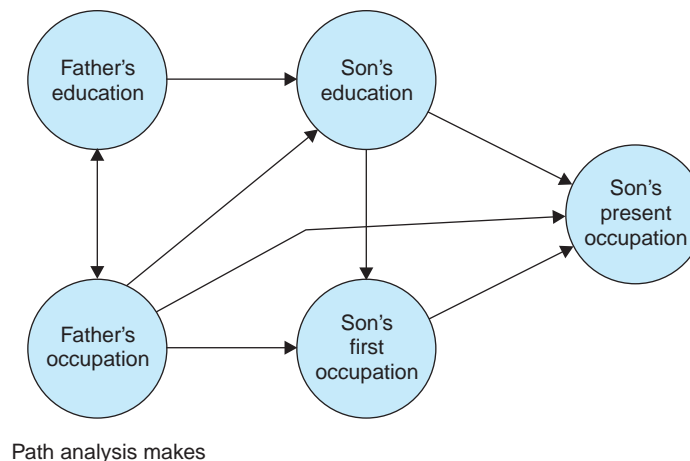 Father’s
education
Son’s
education
Son’s
present
occupation
Father’s
occupation
Son’s
first
occupation
Path analysis makes